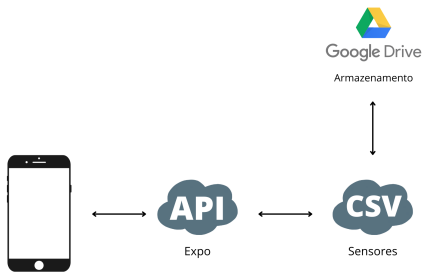 Google Drive
Armazenamento
API
CSV
Expo
Sensores